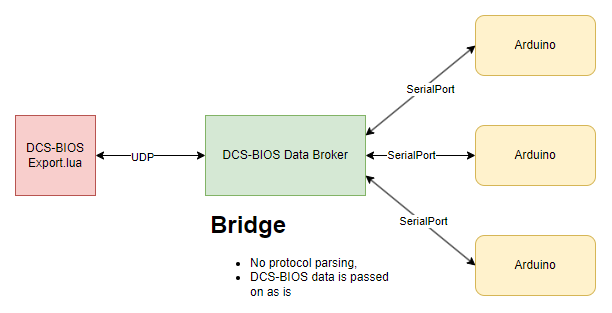 Arduino
SerialPort
DCS-BIOS
Export.lua
UDP
DCS-BIOS Data Broker
SerialPort
Arduino
SerialPort
Bridge
No protocol parsing,
DCS-BIOS data is passed
on as is
Arduino